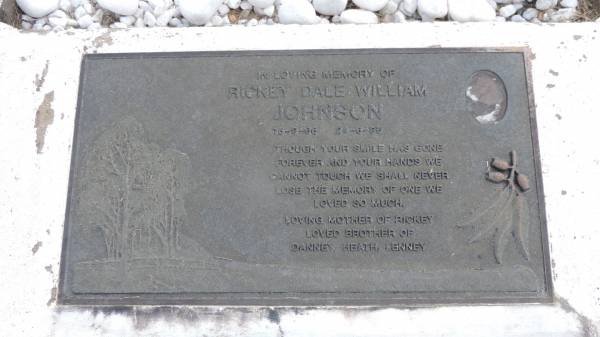 IN LOVING MEMORY OF
RICKEY DALE WILLIAM
JOHNSON
THOUGH YOUR SMILE HAS GONE
FOREVER AND YOUR HANDS WE
CANNOT TOUCH WE SHALL NEVER
LOSE THE MEMORY OF ONE WE
LOVED SO MUCH.
LOVING MOTHER OF RICKEY
LOVED BROTHER OF
DANNEY, HEATH, LENNEY